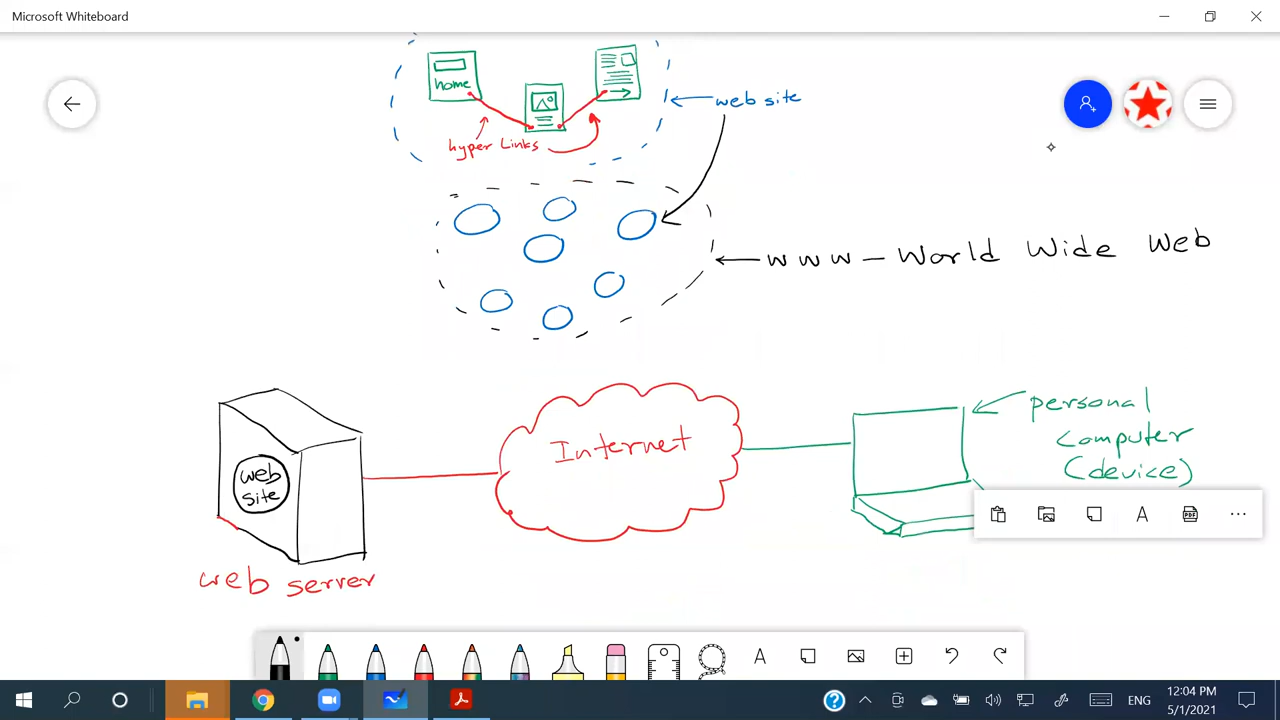 Microsoft Whiteboard
home
web site
hyper Links
www – World Wide Web
Internet
personal
computer
(device)
web
site
web server
A
PDF
A
ENG
12:04 PM
5/1/2021